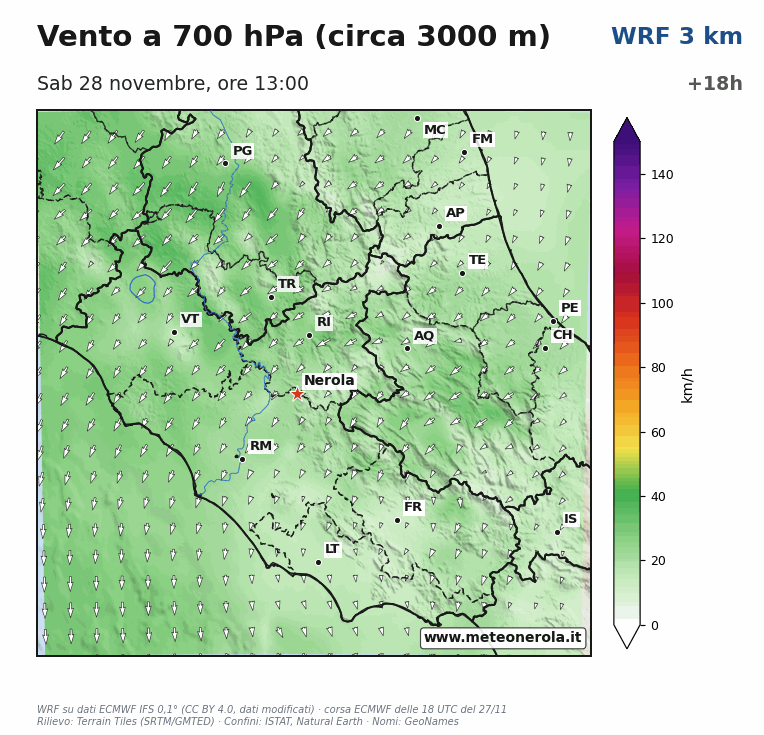 Vento a 700 hPa (circa 3000 m)
WRF 3 km
Sab 28 novembre, ore 13:00
+18h
MC
FM
PG
AP
TE
TR
PE
VT
RI
AQ
CH
Nerola
RM
FR
IS
LT
www.meteonerola.it
140
120
100
80
60
40
20
0
km/h
WRF su dati ECMWF IFS 0,1° (CC BY 4.0, dati modificati) · corsa ECMWF delle 18 UTC del 27/11
Rilievo: Terrain Tiles (SRTM/GMTED) · Confini: ISTAT, Natural Earth · Nomi: GeoNames